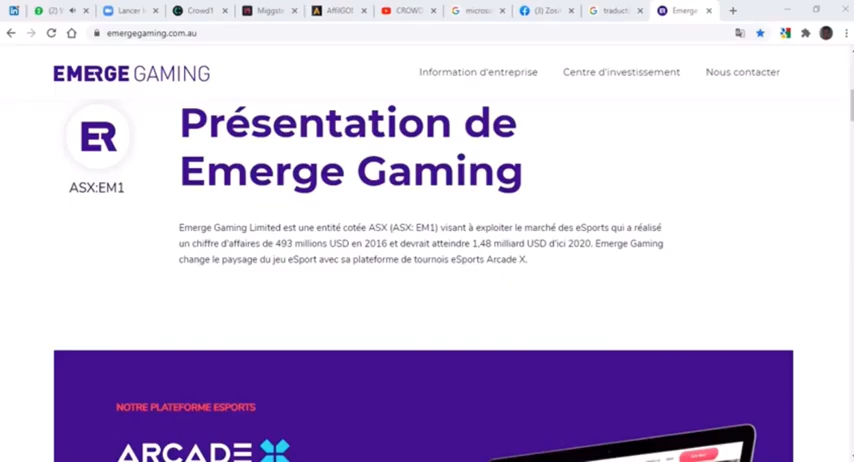 (2) W
Lancer l
Crowd1
Miggste
AffilGOS
CROWD
microso
(3) Zosi
traducti
Emerge
emergegaming.com.au
EMERGE GAMING
Information d'entreprise
Centre d'investissement
Nous contacter
ER
ASX:EM1
Présentation de
Emerge Gaming
Emerge Gaming Limited est une entité cotée ASX (ASX: EM1) visant à exploiter le marché des eSports qui a réalisé
un chiffre d'affaires de 493 millions USD en 2016 et devrait atteindre 1,48 milliard USD d'ici 2020. Emerge Gaming
change le paysage du jeu eSport avec sa plateforme de tournois eSports Arcade X.
NOTRE PLATEFORME ESPORTS
ARCADE X